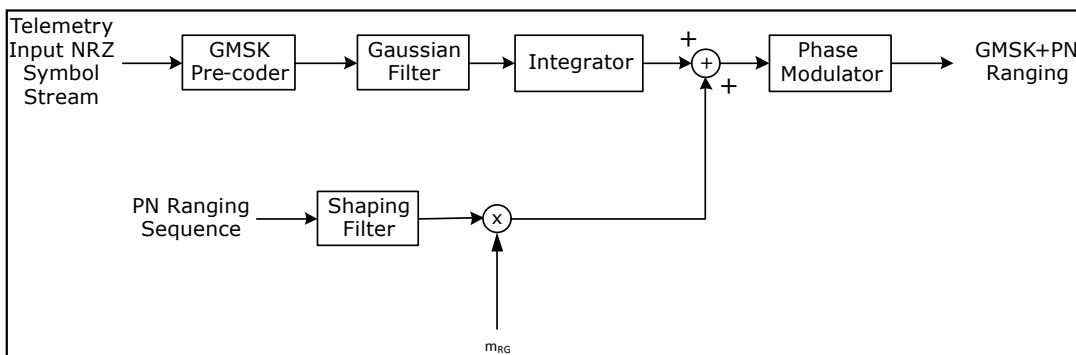 Telemetry
Input NRZ
Symbol
Stream
GMSK
Pre-coder
Gaussian
Filter
Integrator
+
+
+
Phase
Modulator
GMSK+PN
Ranging
PN Ranging
Sequence
Shaping
Filter
x
mRG